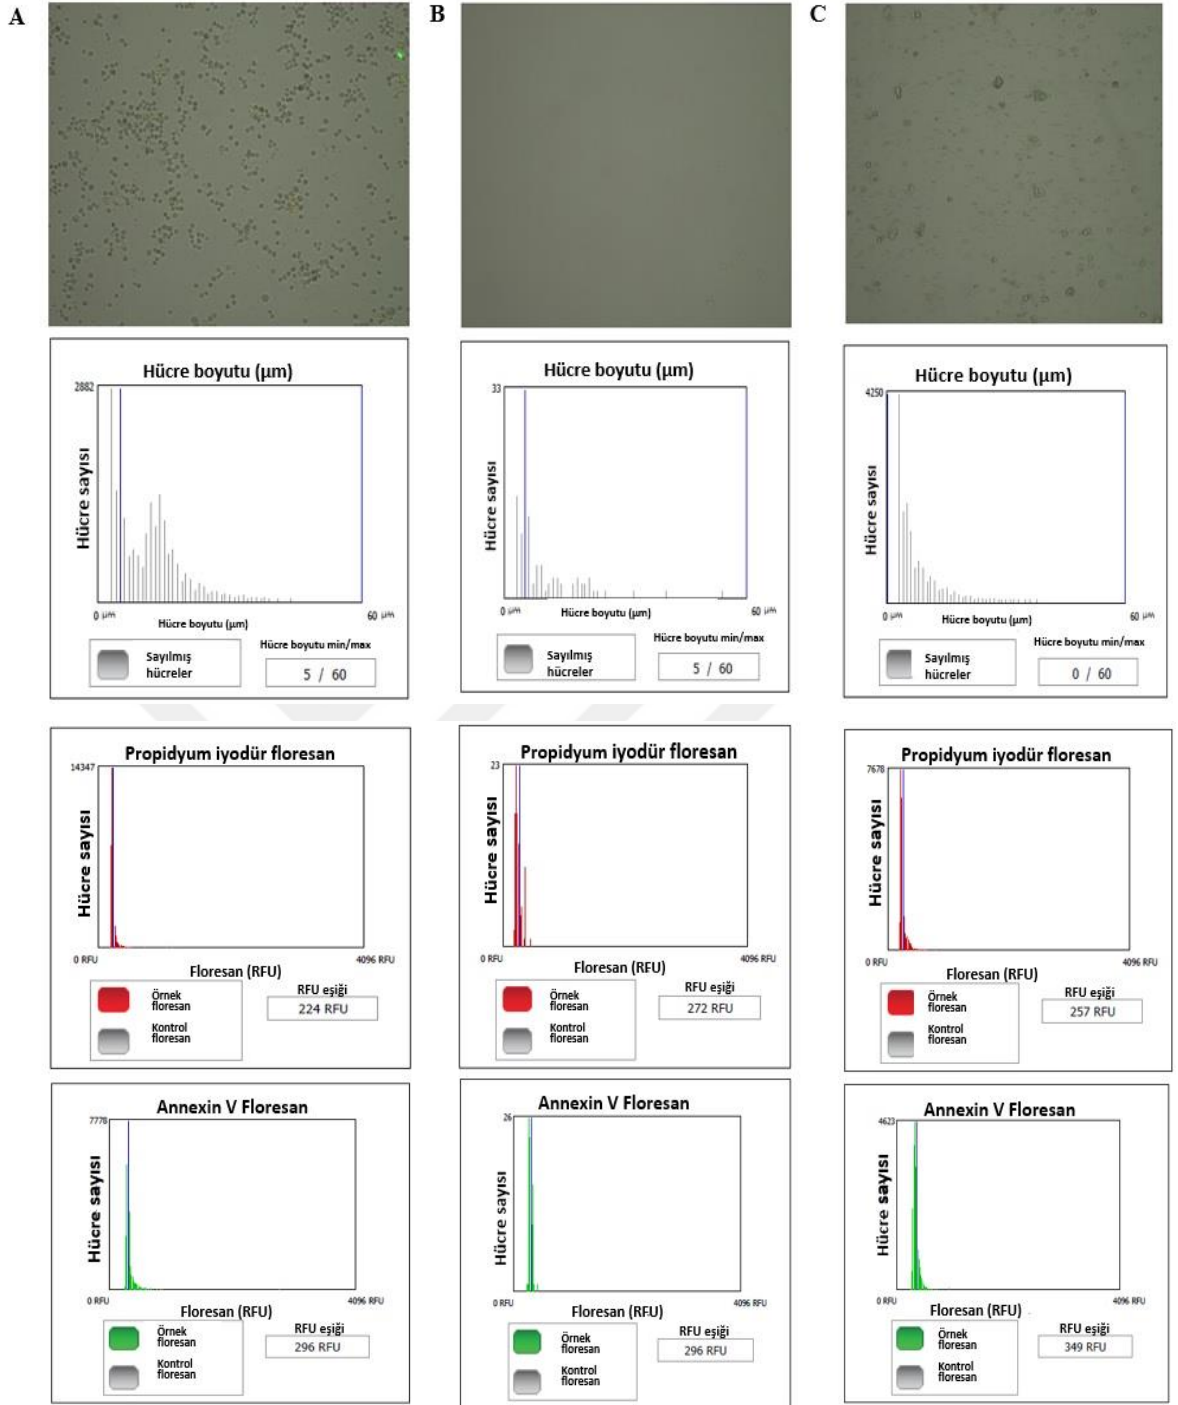 A
B
C
Hücre boyutu (µm)
2882
Hücre sayısı
0 µm
60 µm
Hücre boyutu (µm)
Sayılmış
hücreler
Hücre boyutu min/max
5 / 60
Hücre boyutu (µm)
33
Hücre sayısı
0 µm
60 µm
Hücre boyutu (µm)
Sayılmış
hücreler
Hücre boyutu min/max
5 / 60
Hücre boyutu (µm)
4250
Hücre sayısı
0 µm
60 µm
Hücre boyutu (µm)
Sayılmış
hücreler
Hücre boyutu min/max
0 / 60
Propidyum iyodür floresan
14347
Hücre sayısı
0 RFU
4096 RFU
Floresan (RFU)
Örnek
floresan
Kontrol
floresan
RFU eşiği
224 RFU
Propidyum iyodür floresan
23
Hücre sayısı
0 RFU
4096 RFU
Floresan (RFU)
Örnek
floresan
Kontrol
floresan
RFU eşiği
272 RFU
Propidyum iyodür floresan
7678
Hücre sayısı
0 RFU
4096 RFU
Floresan (RFU)
Örnek
floresan
Kontrol
floresan
RFU eşiği
257 RFU
Annexin V Floresan
7778
Hücre sayısı
0 RFU
4096 RFU
Floresan (RFU)
Örnek
floresan
Kontrol
floresan
RFU eşiği
296 RFU
Annexin V Floresan
26
Hücre sayısı
0 RFU
4096 RFU
Floresan (RFU)
Örnek
floresan
Kontrol
floresan
RFU eşiği
296 RFU
Annexin V Floresan
4623
Hücre sayısı
0 RFU
4096 RFU
Floresan (RFU)
Örnek
floresan
Kontrol
floresan
RFU eşiği
349 RFU